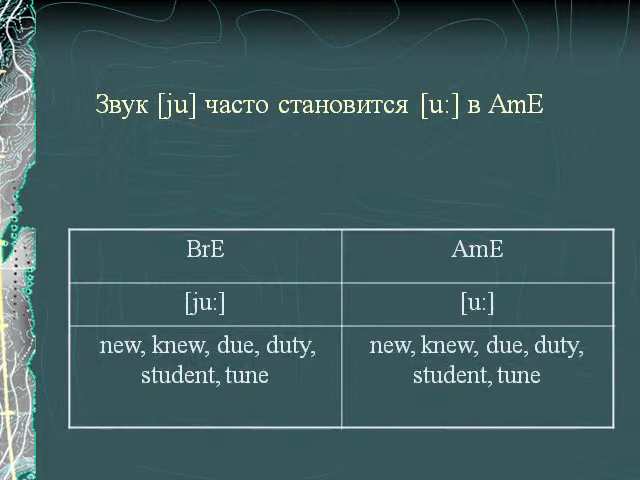 Звук [ju] часто становится [u:] в AmE
BrE
AmE
[ju:]
[u:]
new, knew, due, duty,
student, tune
new, knew, due, duty,
student, tune